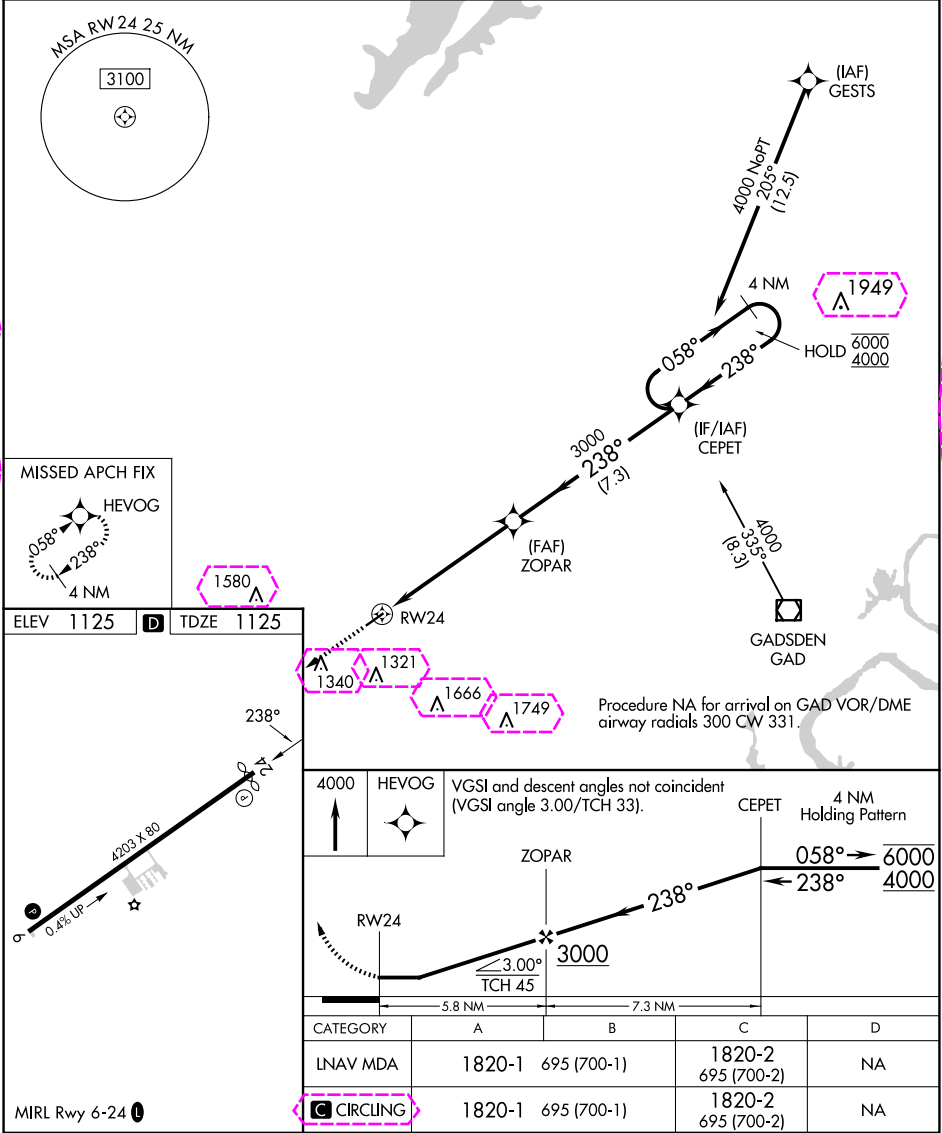 MSA RW24 25 NM
3100
(IAF)
GESTS
4000 NoPT
205°
(12.5)
4 NM
1949
058°
238°
HOLD 6000
4000
(IF/IAF)
CEPET
3000
238°
(7.3)
(FAF)
ZOPAR
4000
335°
(8.3)
GADSDEN
GAD
MISSED APCH FIX
HEVOG
058°
238°
4 NM
1580
RW24
1340
1321
1666
1749
Procedure NA for arrival on GAD VOR/DME
airway radials 300 CW 331.
ELEV 1125 D TDZE 1125
238°
24
P
4203 X 80
P
0.4% UP
6
MIRL Rwy 6-24 L
4000
HEVOG
VGSI and descent angles not coincident
(VGSI angle 3.00/TCH 33).
CEPET
4 NM
Holding Pattern
ZOPAR
058° 6000
238° 4000
238°
RW24
3000
3.00°
TCH 45
5.8 NM
7.3 NM
CATEGORY A B C D
LNAV MDA 1820-1 695 (700-1) 1820-2 695 (700-2) NA
C CIRCLING 1820-1 695 (700-1) 1820-2 695 (700-2) NA